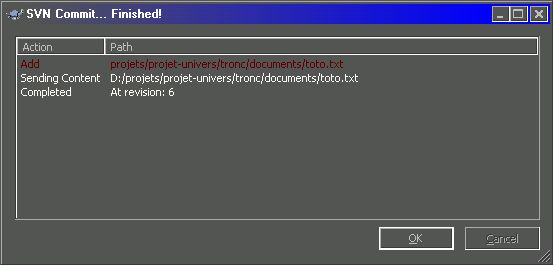 SVN Commit... Finished!
Action Path
Add projets/projet-univers/tronc/documents/toto.txt
Sending Content D:/projets/projet-univers/tronc/documents/toto.txt
Completed At revision: 6
OK Cancel